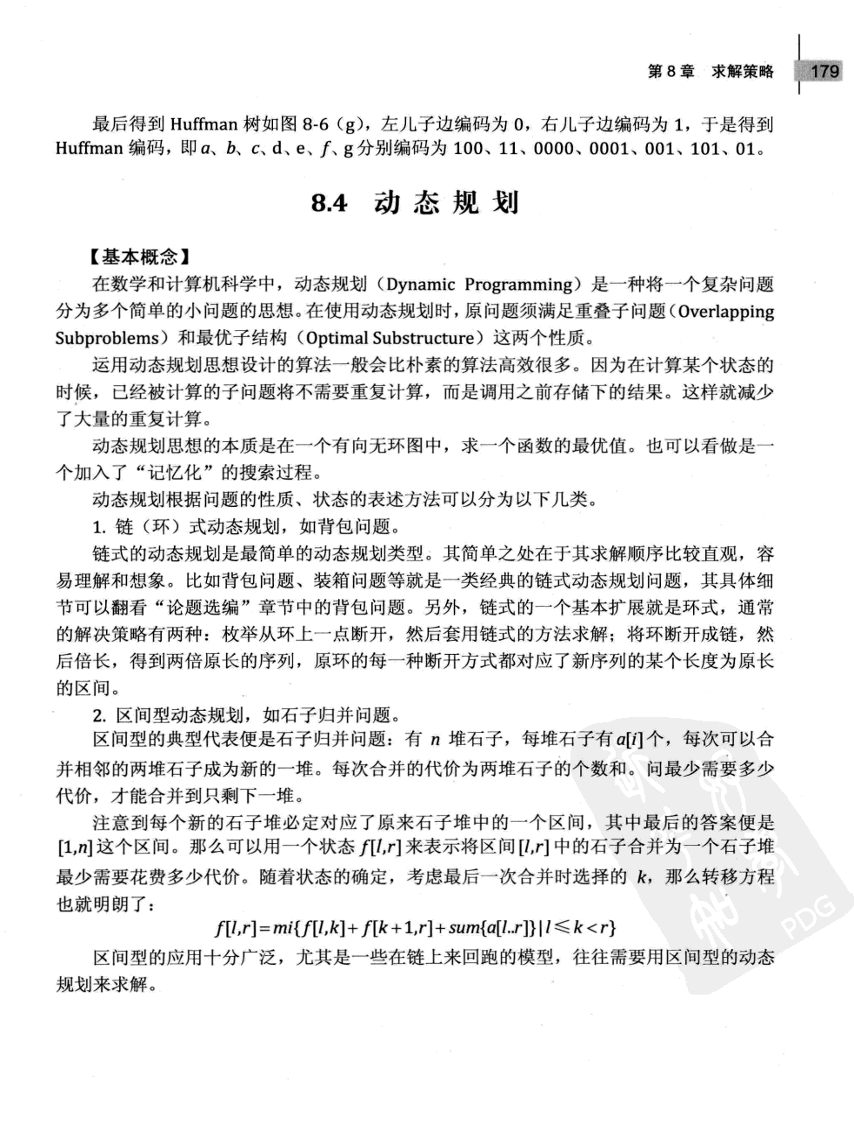 第 8 章 求解策略 179
最后得到 Huffman 树如图 8-6（g），左儿子边编码为 0，右儿子边编码为 1，于是得到
Huffman 编码，即 a、b、c、d、e、f、g 分别编码为 100、11、0000、0001、001、101、01。
8.4 动 态 规 划
【基本概念】
在数学和计算机科学中，动态规划（Dynamic Programming）是一种将一个复杂问题
分为多个简单的小问题的思想。在使用动态规划时，原问题须满足重叠子问题（Overlapping
Subproblems）和最优子结构（Optimal Substructure）这两个性质。
运用动态规划思想设计的算法一般会比朴素的算法高效很多。因为在计算某个状态的
时候，已经被计算的子问题将不需要重复计算，而是调用之前存储下的结果。这样就减少
了大量的重复计算。
动态规划思想的本质是在一个有向无环图中，求一个函数的最优值。也可以看做是一
个加入了“记忆化”的搜索过程。
动态规划根据问题的性质、状态的表述方法可以分为以下几类。
1. 链（环）式动态规划，如背包问题。
链式的动态规划是最简单的动态规划类型。其简单之处在于其求解顺序比较直观，容
易理解和想象。比如背包问题、装箱问题等就是一类经典的链式动态规划问题，其具体细
节可以翻看“论题选编”章节中的背包问题。另外，链式的一个基本扩展就是环式，通常
的解决策略有两种：枚举从环上一点断开，然后套用链式的方法求解；将环断开成链，然
后倍长，得到两倍原长的序列，原环的每一种断开方式都对应了新序列的某个长度为原长
的区间。
2. 区间型动态规划，如石子归并问题。
区间型的典型代表便是石子归并问题：有 n 堆石子，每堆石子有 a[i] 个，每次可以合
并相邻的两堆石子成为新的一堆。每次合并的代价为两堆石子的个数和。问最少需要多少
代价，才能合并到只剩下一堆。
注意到每个新的石子堆必定对应了原来石子堆中的一个区间，其中最后的答案便是
[1,n] 这个区间。那么可以用一个状态 f[l,r] 来表示将区间 [l,r] 中的石子合并为一个石子堆
最少需要花费多少代价。随着状态的确定，考虑最后一次合并时选择的 k，那么转移方程
也就明朗了：
f[l,r]=mi{f[l,k]+f[k+1,r]+sum{a[l..r]}|l≤k<r}
区间型的应用十分广泛，尤其是一些在链上来回跑的模型，往往需要用区间型的动态
规划来求解。
PDG